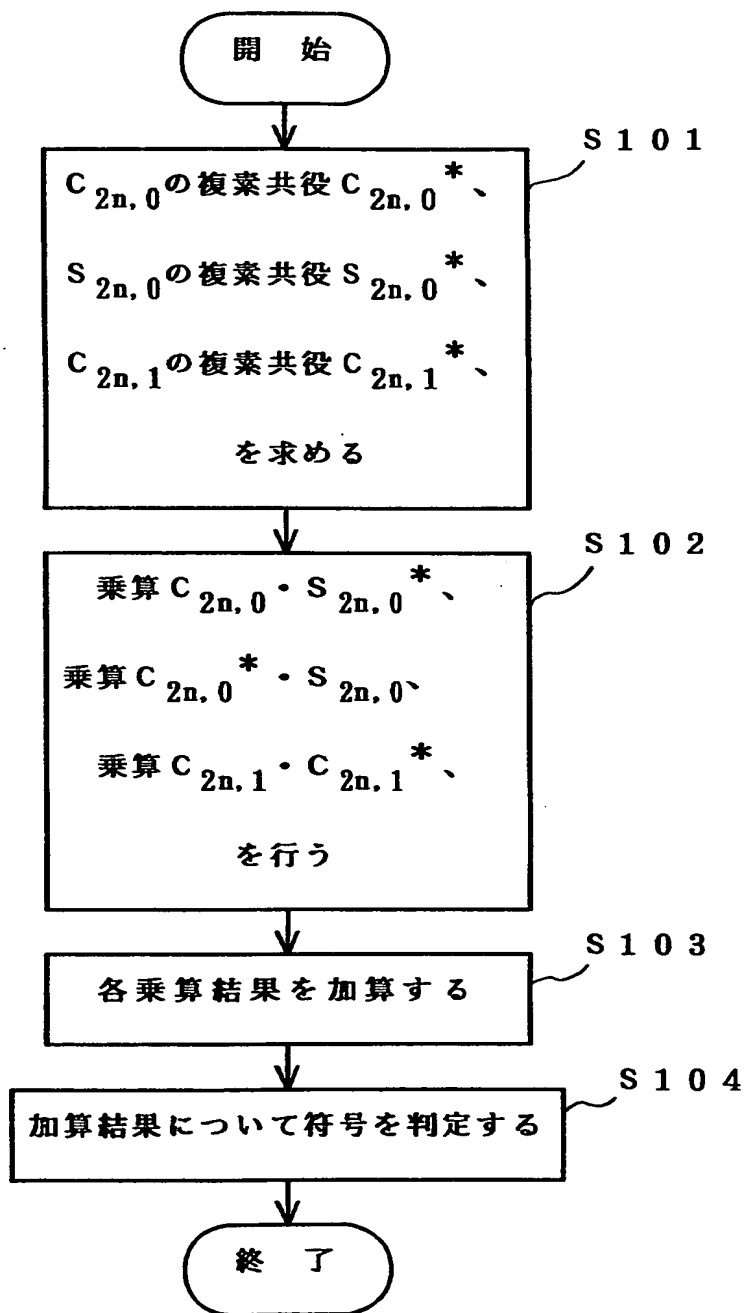 開 始
S101
C2n,0の複素共役C2n,0*、
S2n,0の複素共役S2n,0*、
C2n,1の複素共役C2n,1*、
を求める
S102
乗算C2n,0・S2n,0*、
乗算C2n,0*・S2n,0、
乗算C2n,1・C2n,1*、
を行う
S103
各乗算結果を加算する
S104
加算結果について符号を判定する
終 了